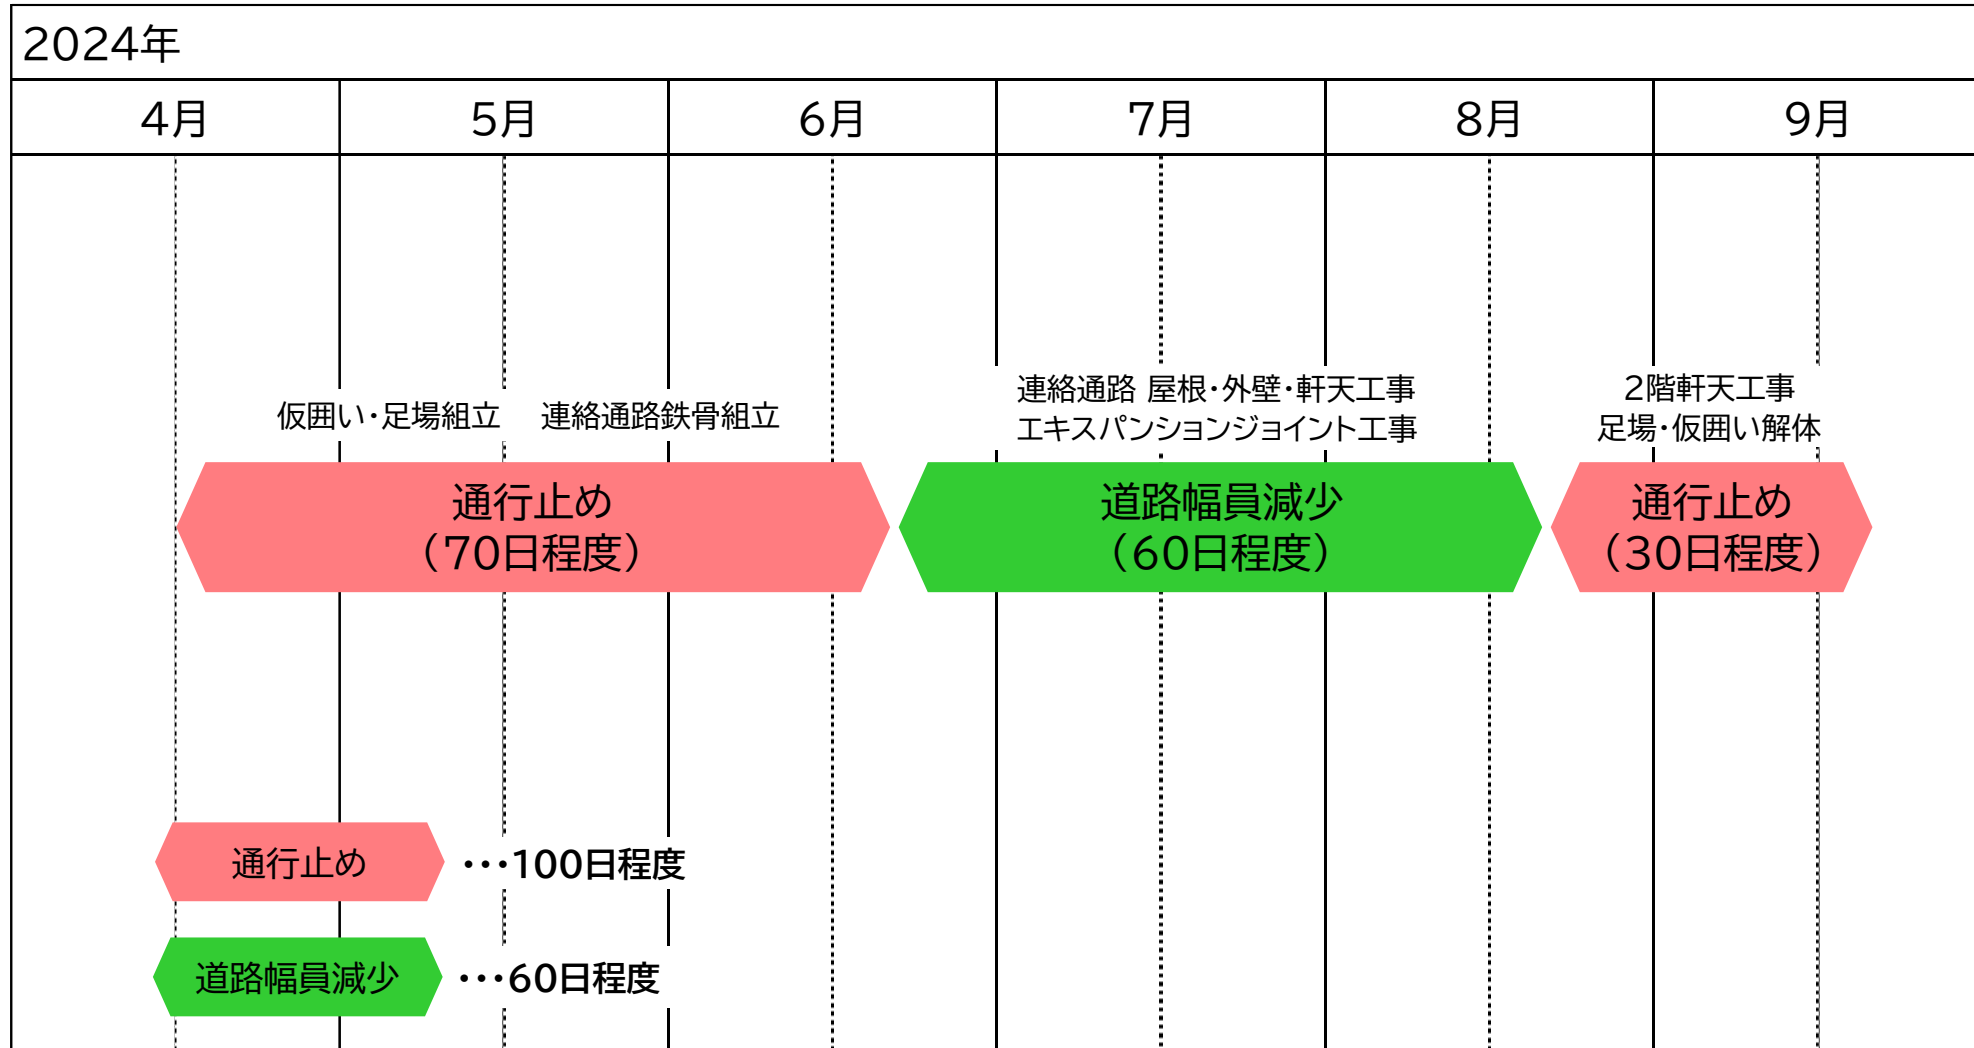 2024年
4月 5月 6月 7月 8月 9月
仮囲い・足場組立 連絡通路鉄骨組立
連絡通路 屋根・外壁・軒天工事
エキスパンションジョイント工事
2階軒天工事
足場・仮囲い解体
通行止め
（70日程度）
道路幅員減少
（60日程度）
通行止め
（30日程度）
通行止め ・・・100日程度
道路幅員減少 ・・・60日程度